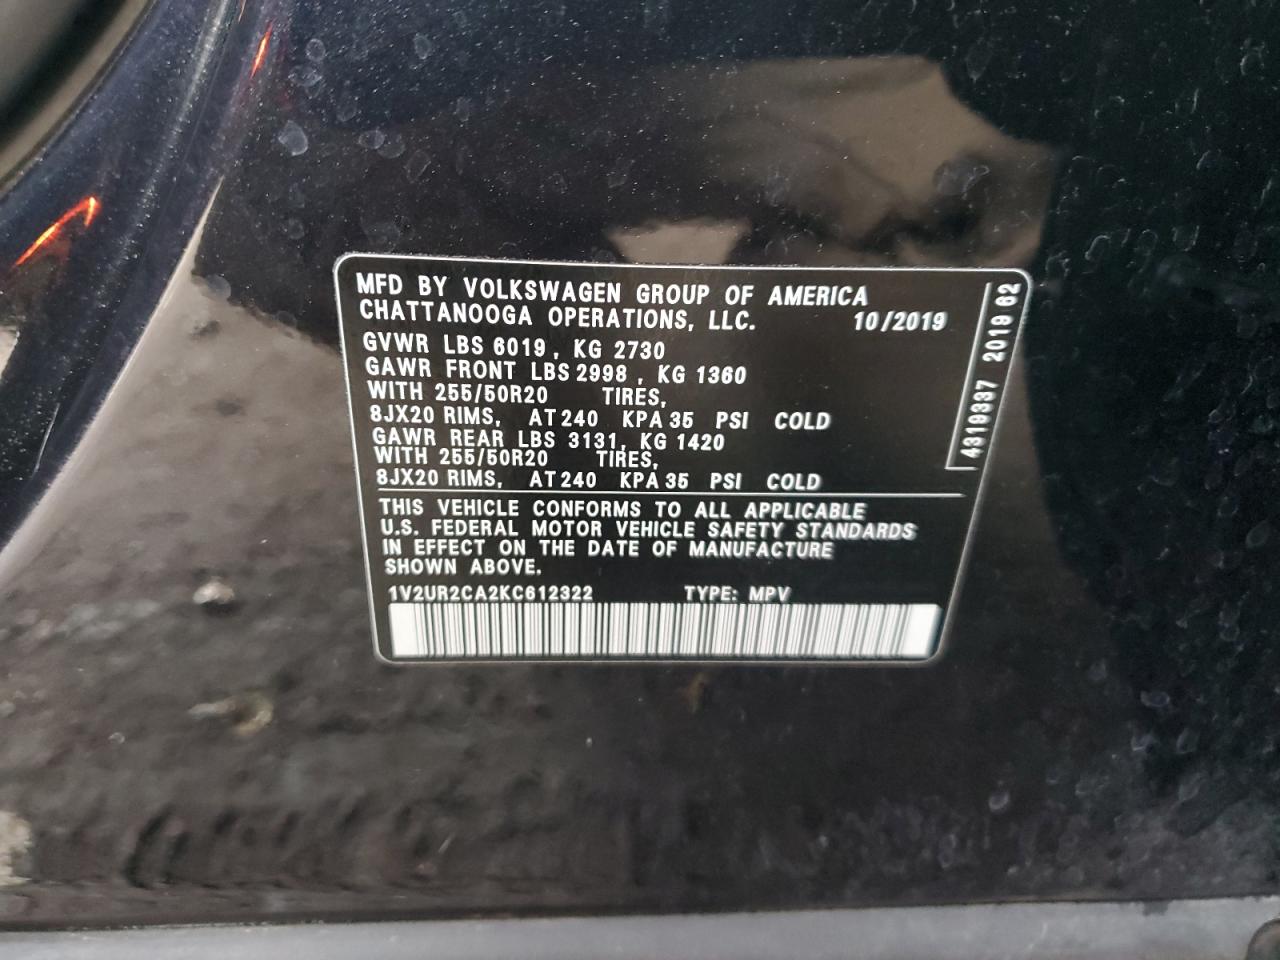 MFD BY VOLKSWAGEN GROUP OF AMERICA
CHATTANOOGA OPERATIONS, LLC. 10/2019
GVWR LBS 6019, KG 2730
GAWR FRONT LBS 2998, KG 1360
WITH 255/50R20 TIRES,
8JX20 RIMS, AT 240 KPA 35 PSI COLD
GAWR REAR LBS 3131, KG 1420
WITH 255/50R20 TIRES,
8JX20 RIMS, AT 240 KPA 35 PSI COLD
THIS VEHICLE CONFORMS TO ALL APPLICABLE
U.S. FEDERAL MOTOR VEHICLE SAFETY STANDARDS
IN EFFECT ON THE DATE OF MANUFACTURE
SHOWN ABOVE.
1V2UR2CA2KC612322 TYPE: MPV
4319337 2019 62